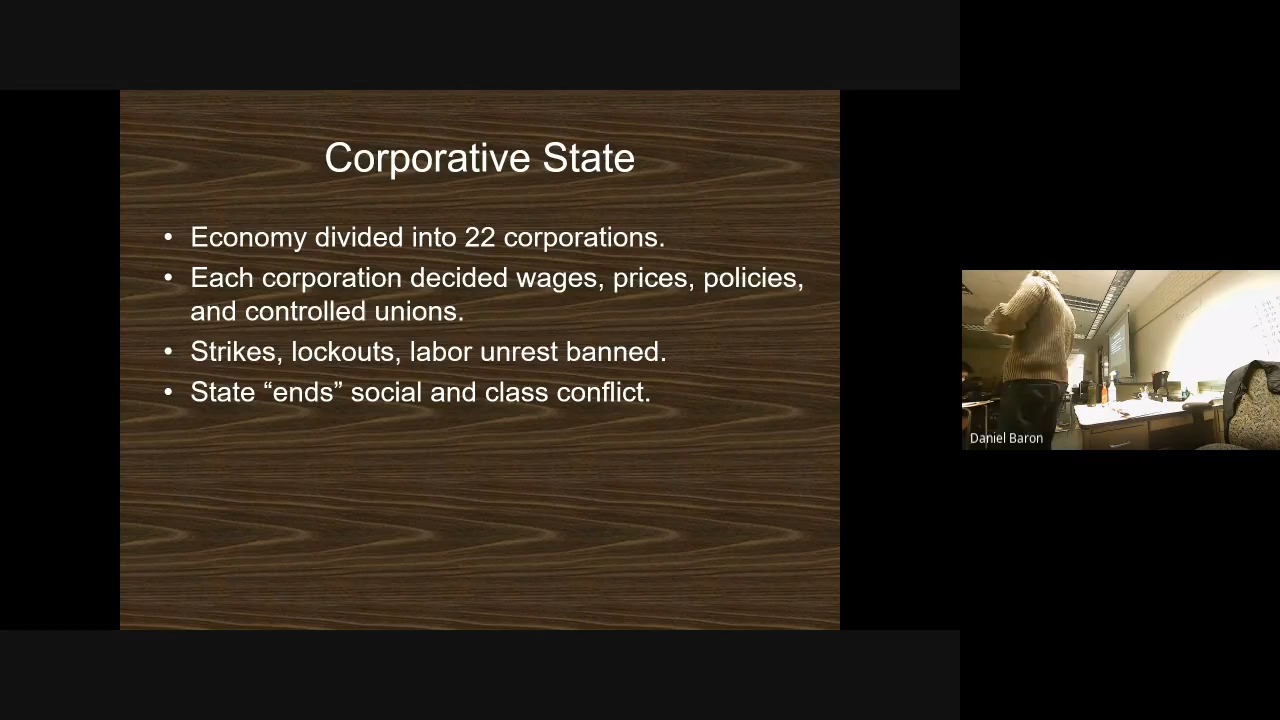 Corporative State
• Economy divided into 22 corporations.
• Each corporation decided wages, prices, policies,
and controlled unions.
• Strikes, lockouts, labor unrest banned.
• State “ends” social and class conflict.
Daniel Baron